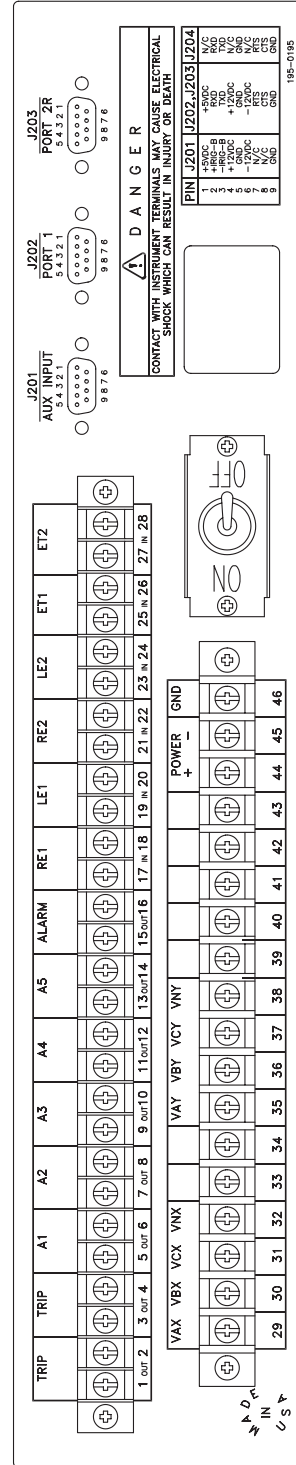 TRIP TRIP A1 A2 A3 A4 A5 ALARM RE1 LE1 RE2 LE2 ET1 ET2
1 OUT 2 3 OUT 4 5 OUT 6 7 OUT 8 9 OUT 10 11 OUT 12 13 OUT 14 15 OUT 16 17 IN 18 19 IN 20 21 IN 22 23 IN 24 25 IN 26 27 IN 28
J201
AUX INPUT
5 4 3 2 1
9 8 7 6
J202
PORT 1
5 4 3 2 1
9 8 7 6
J203
PORT 2R
5 4 3 2 1
9 8 7 6
VAX VBX VCX VNX VAY VBY VCY VNY POWER GND
+ −
29 30 31 32 33 34 35 36 37 38 39 40 41 42 43 44 45 46
MADE
IN
USA
ON OFF
DANGER
CONTACT WITH INSTRUMENT TERMINALS MAY CAUSE ELECTRICAL
SHOCK WHICH CAN RESULT IN INJURY OR DEATH
PIN J201 J202,J203 J204
1 +5VDC +5VDC N/C
2 +IRIG-B RXD RXD
3 -IRIG-B TXD TXD
4 +12VDC +12VDC N/C
5 GND GND GND
6 -12VDC -12VDC N/C
7 N/C RTS RTS
8 N/C CTS CTS
9 GND GND GND
195-0195